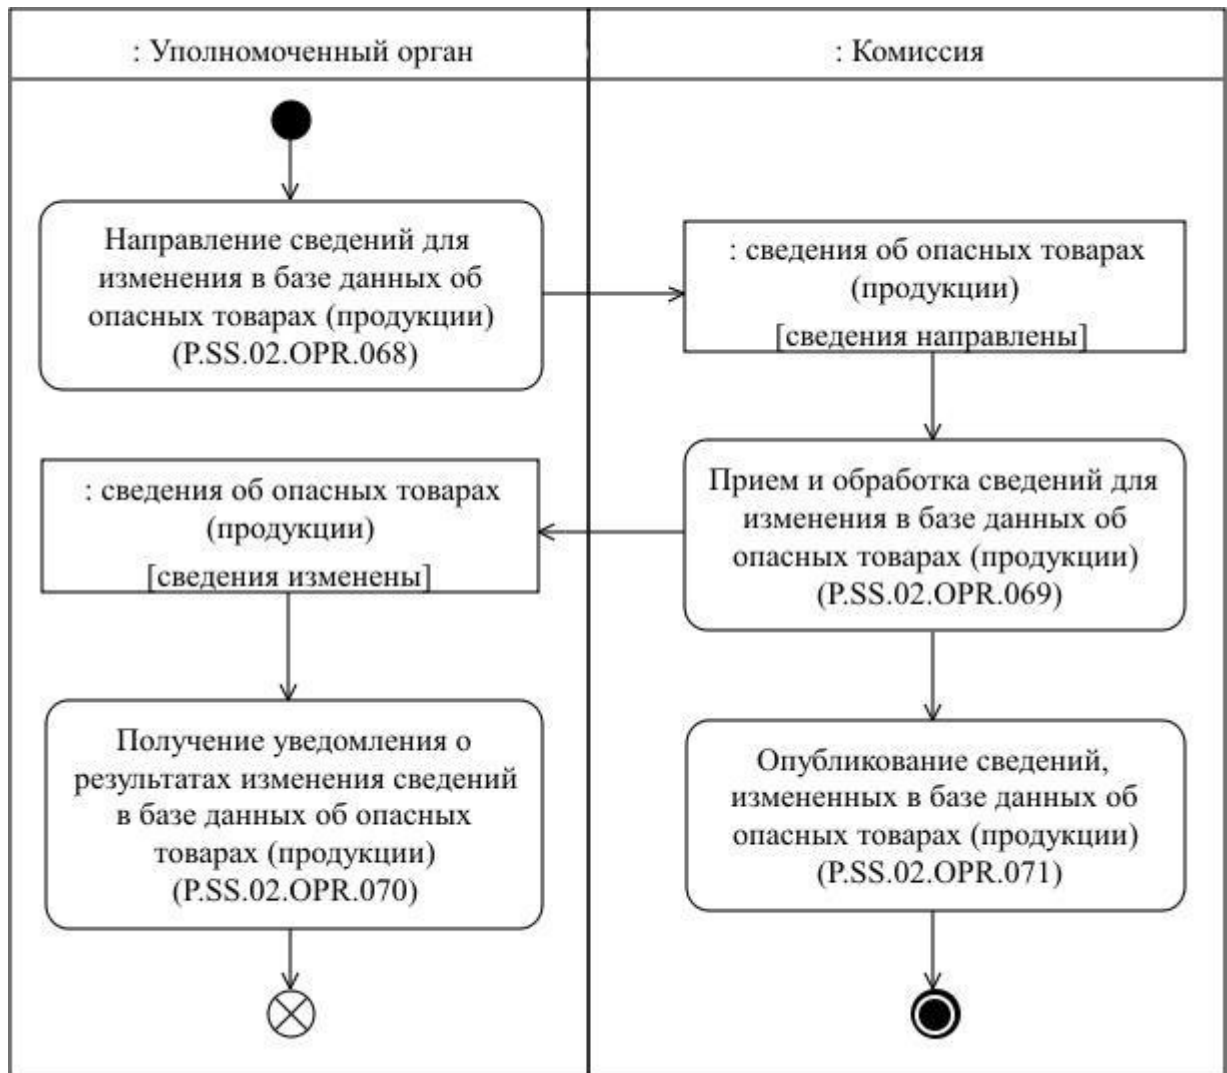 : Уполномоченный орган
: Комиссия
Направление сведений для
изменения в базе данных об
опасных товарах (продукции)
(P.SS.02.OPR.068)
: сведения об опасных товарах
(продукции)
[сведения направлены]
Прием и обработка сведений для
изменения в базе данных об
опасных товарах (продукции)
(P.SS.02.OPR.069)
: сведения об опасных товарах
(продукции)
[сведения изменены]
Получение уведомления о
результатах изменения сведений
в базе данных об опасных
товарах (продукции)
(P.SS.02.OPR.070)
Опубликование сведений,
измененных в базе данных об
опасных товарах (продукции)
(P.SS.02.OPR.071)